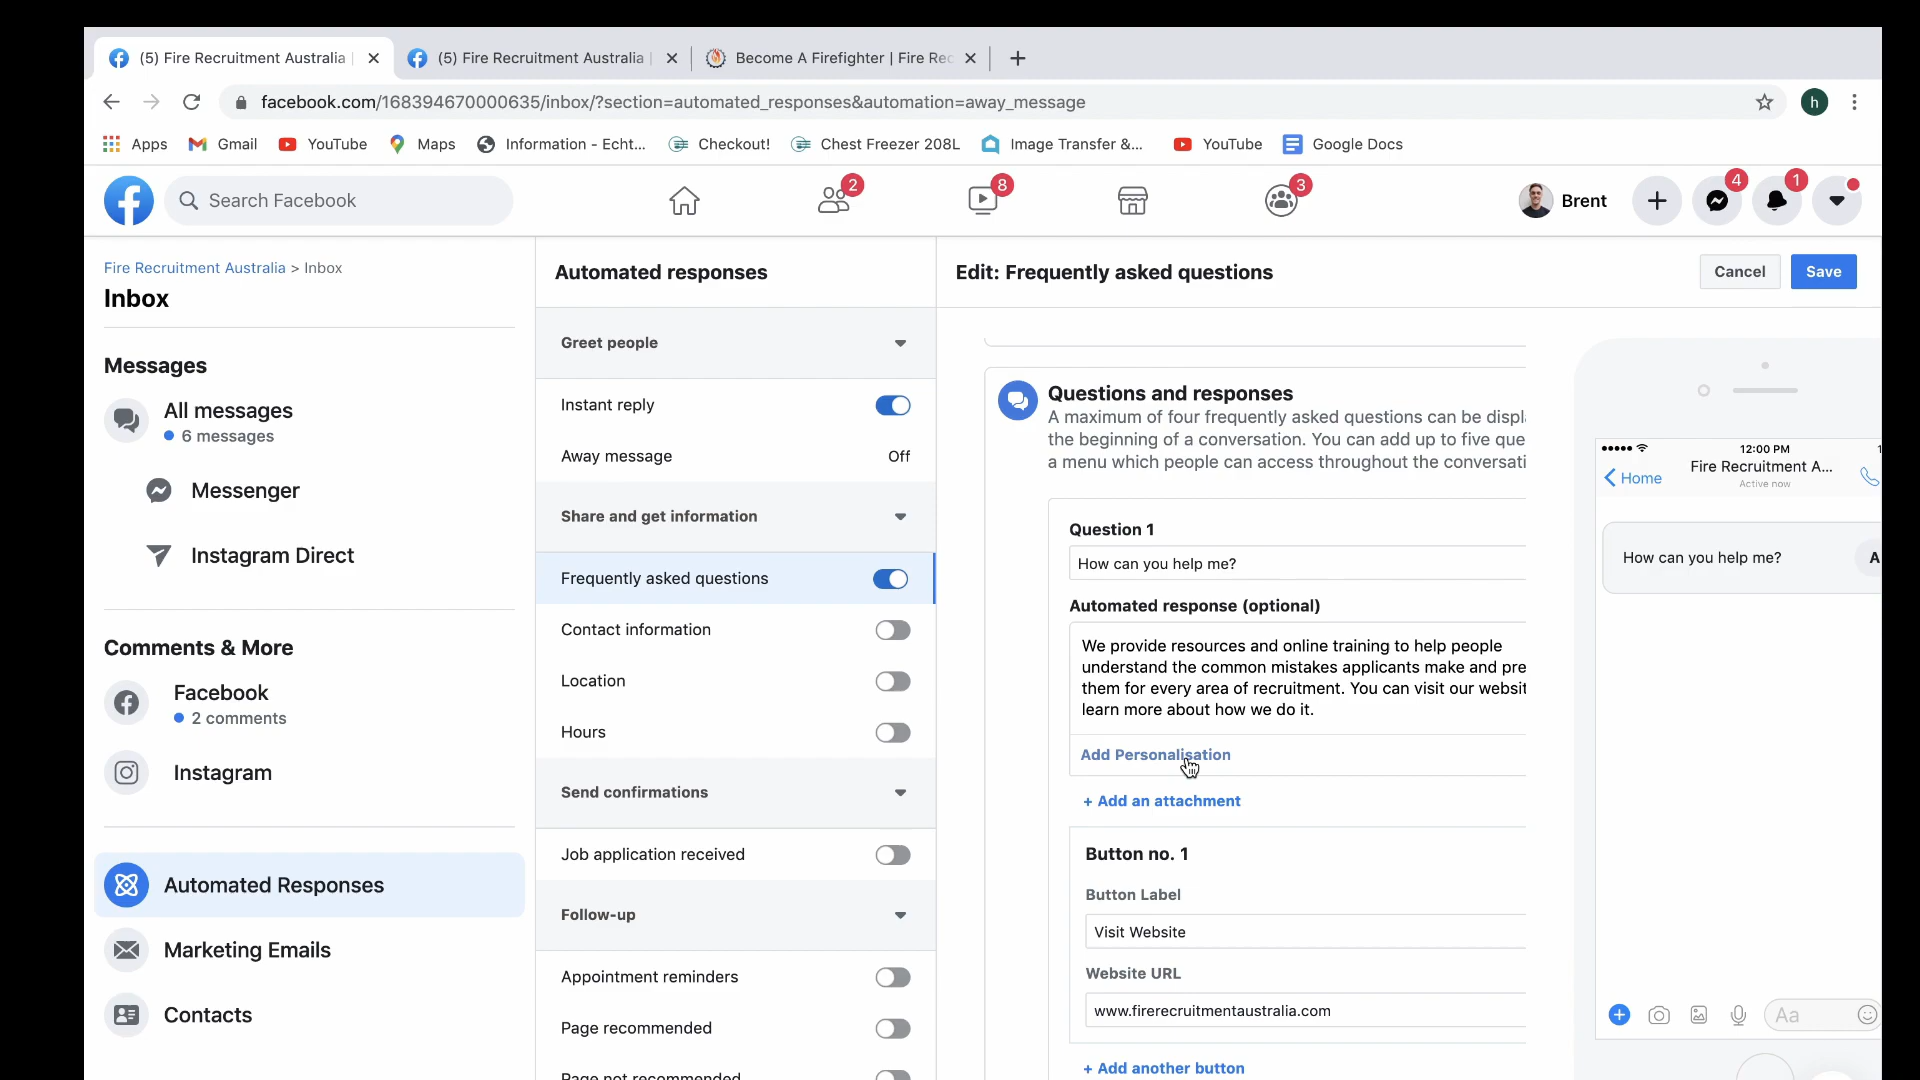 (5) Fire Recruitment Australia
(5) Fire Recruitment Australia
Become A Firefighter | Fire Rec
facebook.com/168394670000635/inbox/?section=automated_responses&automation=away_message
h
Apps
Gmail
YouTube
Maps
Information - Echt...
Checkout!
Chest Freezer 208L
Image Transfer &...
YouTube
Google Docs
Search Facebook
2
8
3
Brent
4
1
Fire Recruitment Australia > Inbox
Inbox
Messages
All messages
6 messages
Messenger
Instagram Direct
Comments & More
Facebook
2 comments
Instagram
Automated Responses
Marketing Emails
Contacts
Automated responses
Greet people
Instant reply
Away message
Off
Share and get information
Frequently asked questions
Contact information
Location
Hours
Send confirmations
Job application received
Follow-up
Appointment reminders
Page recommended
Page not recommended
Edit: Frequently asked questions
Cancel
Save
Questions and responses
A maximum of four frequently asked questions can be displ
the beginning of a conversation. You can add up to five que
a menu which people can access throughout the conversati
Question 1
How can you help me?
Automated response (optional)
We provide resources and online training to help people
understand the common mistakes applicants make and pre
them for every area of recruitment. You can visit our websit
learn more about how we do it.
Add Personalisation
+ Add an attachment
Button no. 1
Button Label
Visit Website
Website URL
www.firerecruitmentaustralia.com
+ Add another button
12:00 PM
1
Home
Fire Recruitment A...
Active now
How can you help me?
A
Aa